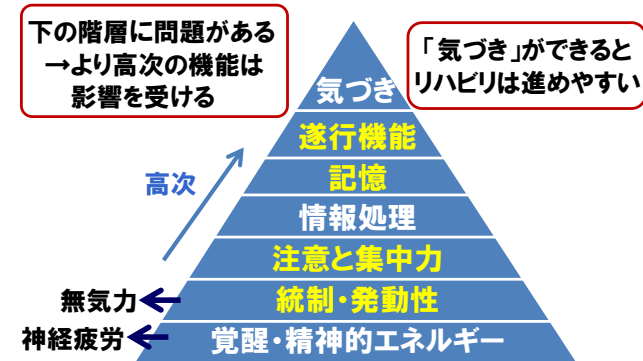 下の階層に問題がある
→より高次の機能は
影響を受ける
「気づき」ができると
リハビリは進めやすい
気づき
遂行機能
記憶
高次
情報処理
注意と集中力
無気力
統制・発動性
神経疲労
覚醒・精神的エネルギー